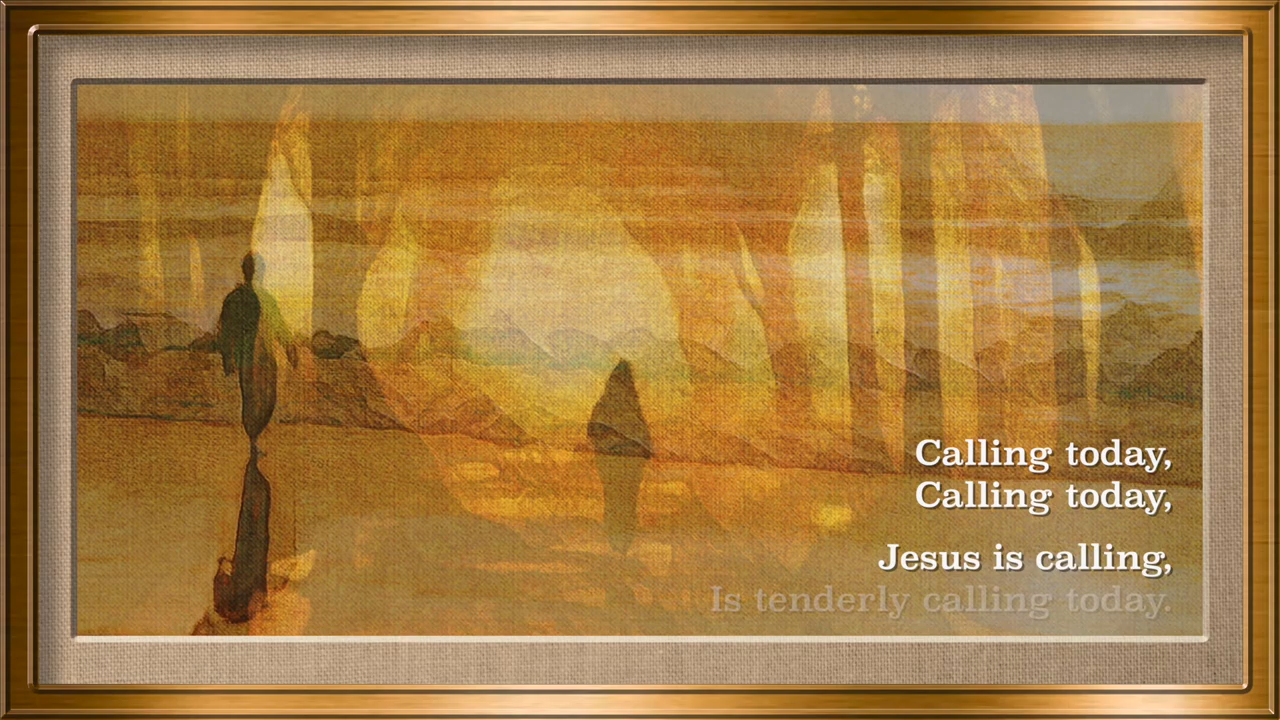 Calling today,
Calling today,
Jesus is calling,
Is tenderly calling today.